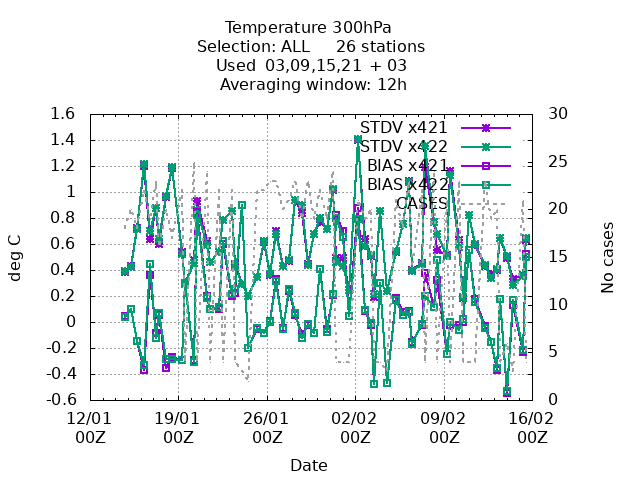 Temperature 300hPa
Selection: ALL     26 stations
Used  03,09,15,21 + 03
Averaging window: 12h
1.6
1.4
1.2
1
0.8
0.6
0.4
0.2
0
-0.2
-0.4
-0.6
deg C
30
25
20
15
10
5
0
No cases
STDV x421
STDV x422
BIAS x421
BIAS x422
CASES
12/01 19/01 26/01 02/02 09/02 16/02
00Z 00Z 00Z 00Z 00Z 00Z
Date